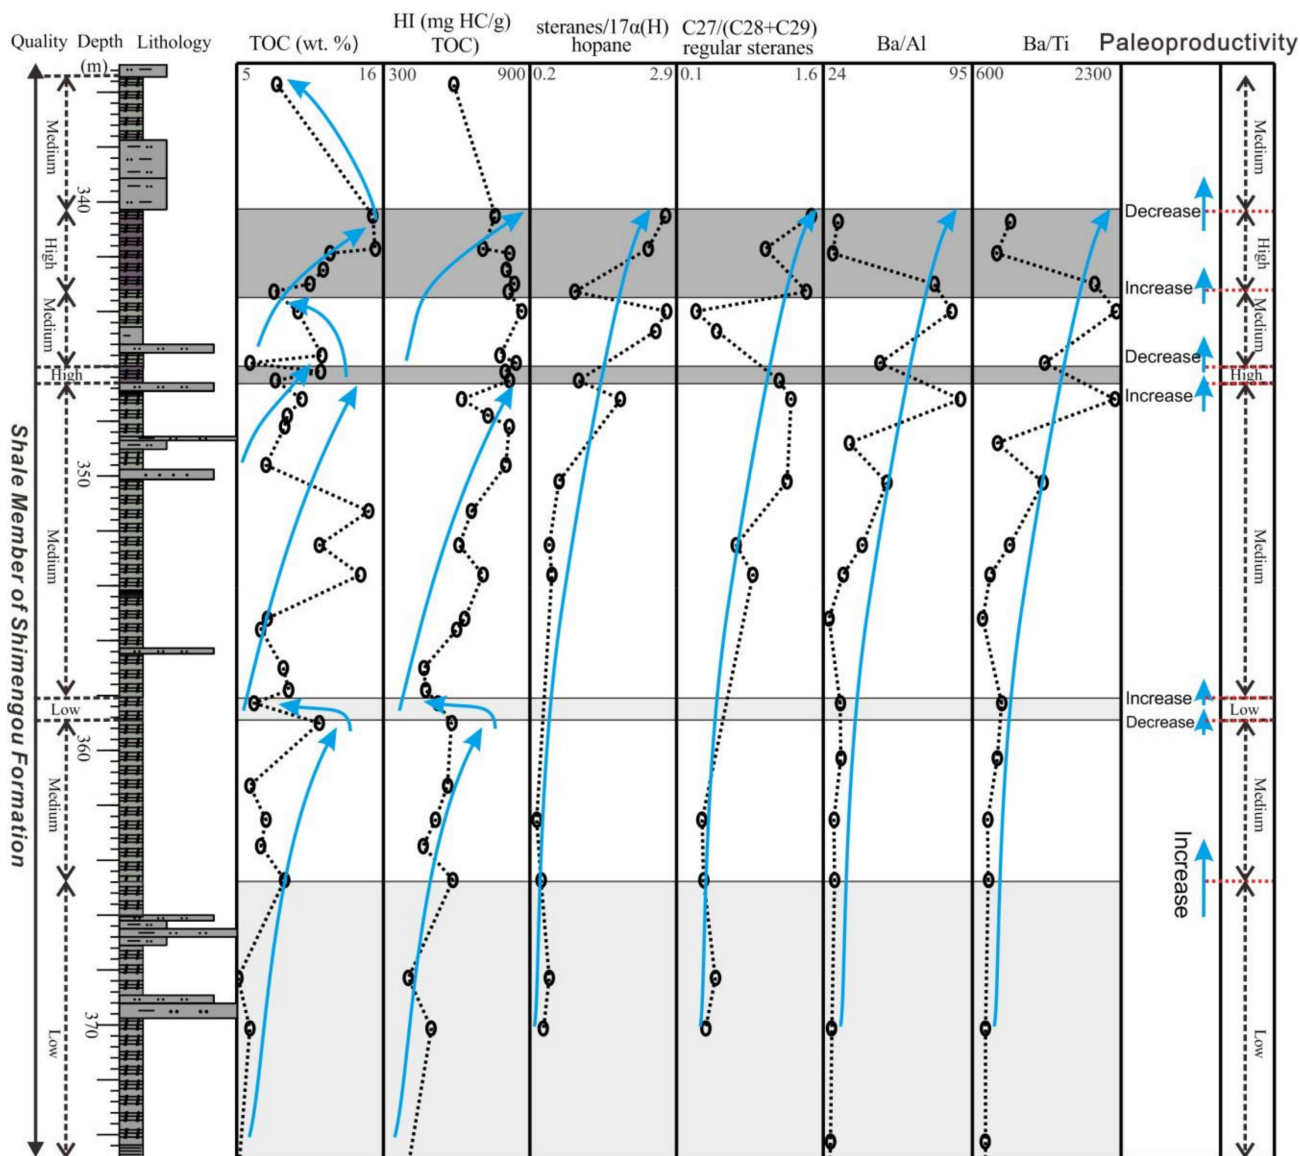 Quality
Depth
(m)
Lithology
TOC (wt. %)
HI (mg HC/g
TOC)
steranes/17α(H)
hopane
C27/(C28+C29)
regular steranes
Ba/Al
Ba/Ti
Paleoproductivity
5
16
300
900
0.2
2.9
0.1
1.6
24
95
600
2300
Medium
High
Medium
High
Medium
Low
Medium
Low
340
350
360
370
Shale Member of Shimengou Formation
Decrease
Increase
Decrease
Increase
Increase
Decrease
Increase
Medium
High
Medium
High
Medium
Low
Medium
Low